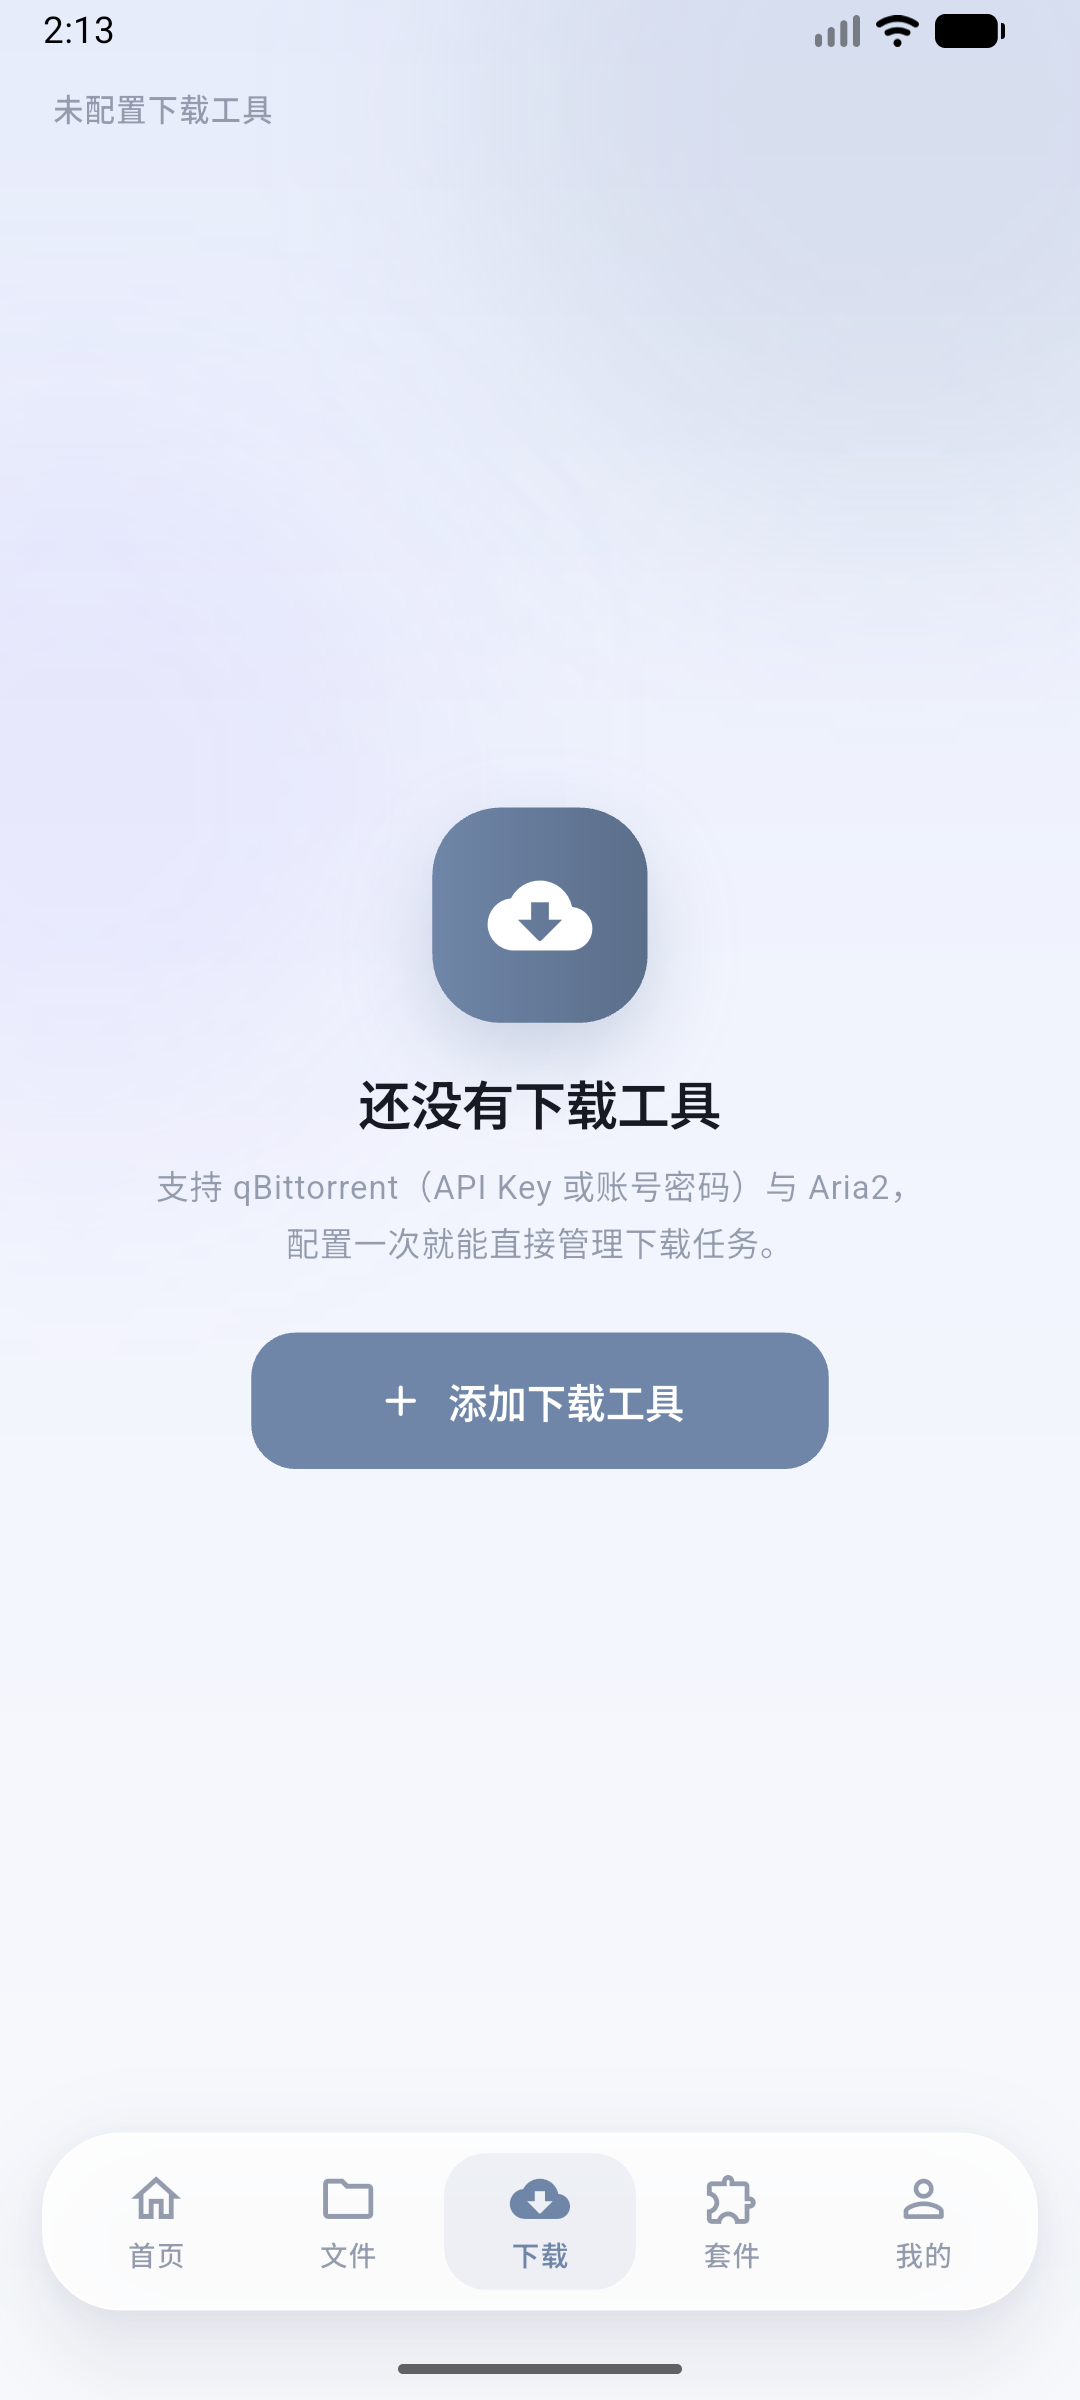 2:13
未配置下载工具
还没有下载工具
支持 qBittorrent（API Key 或账号密码）与 Aria2，
配置一次就能直接管理下载任务。
添加下载工具
首页
文件
下载
套件
我的